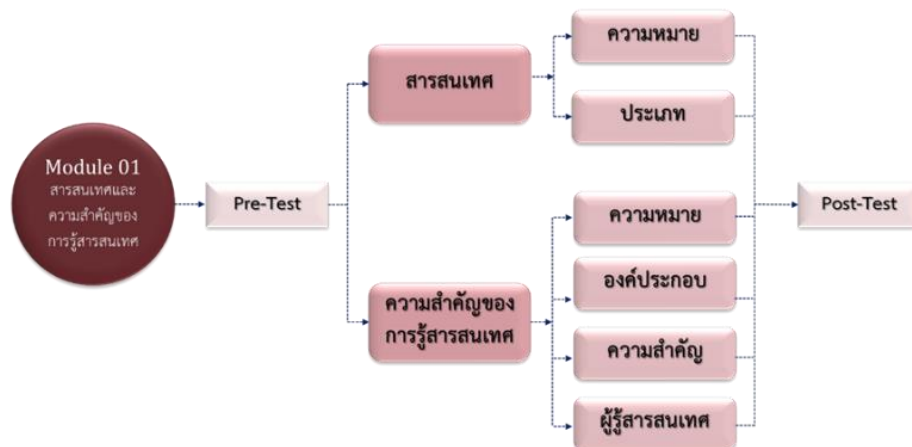 Module 01
สารสนเทศและ
ความสำคัญของ
การรู้สารสนเทศ
Pre-Test
สารสนเทศ
ความหมาย
ประเภท
ความสำคัญของ
การรู้สารสนเทศ
ความหมาย
องค์ประกอบ
ความสำคัญ
ผู้รู้สารสนเทศ
Post-Test